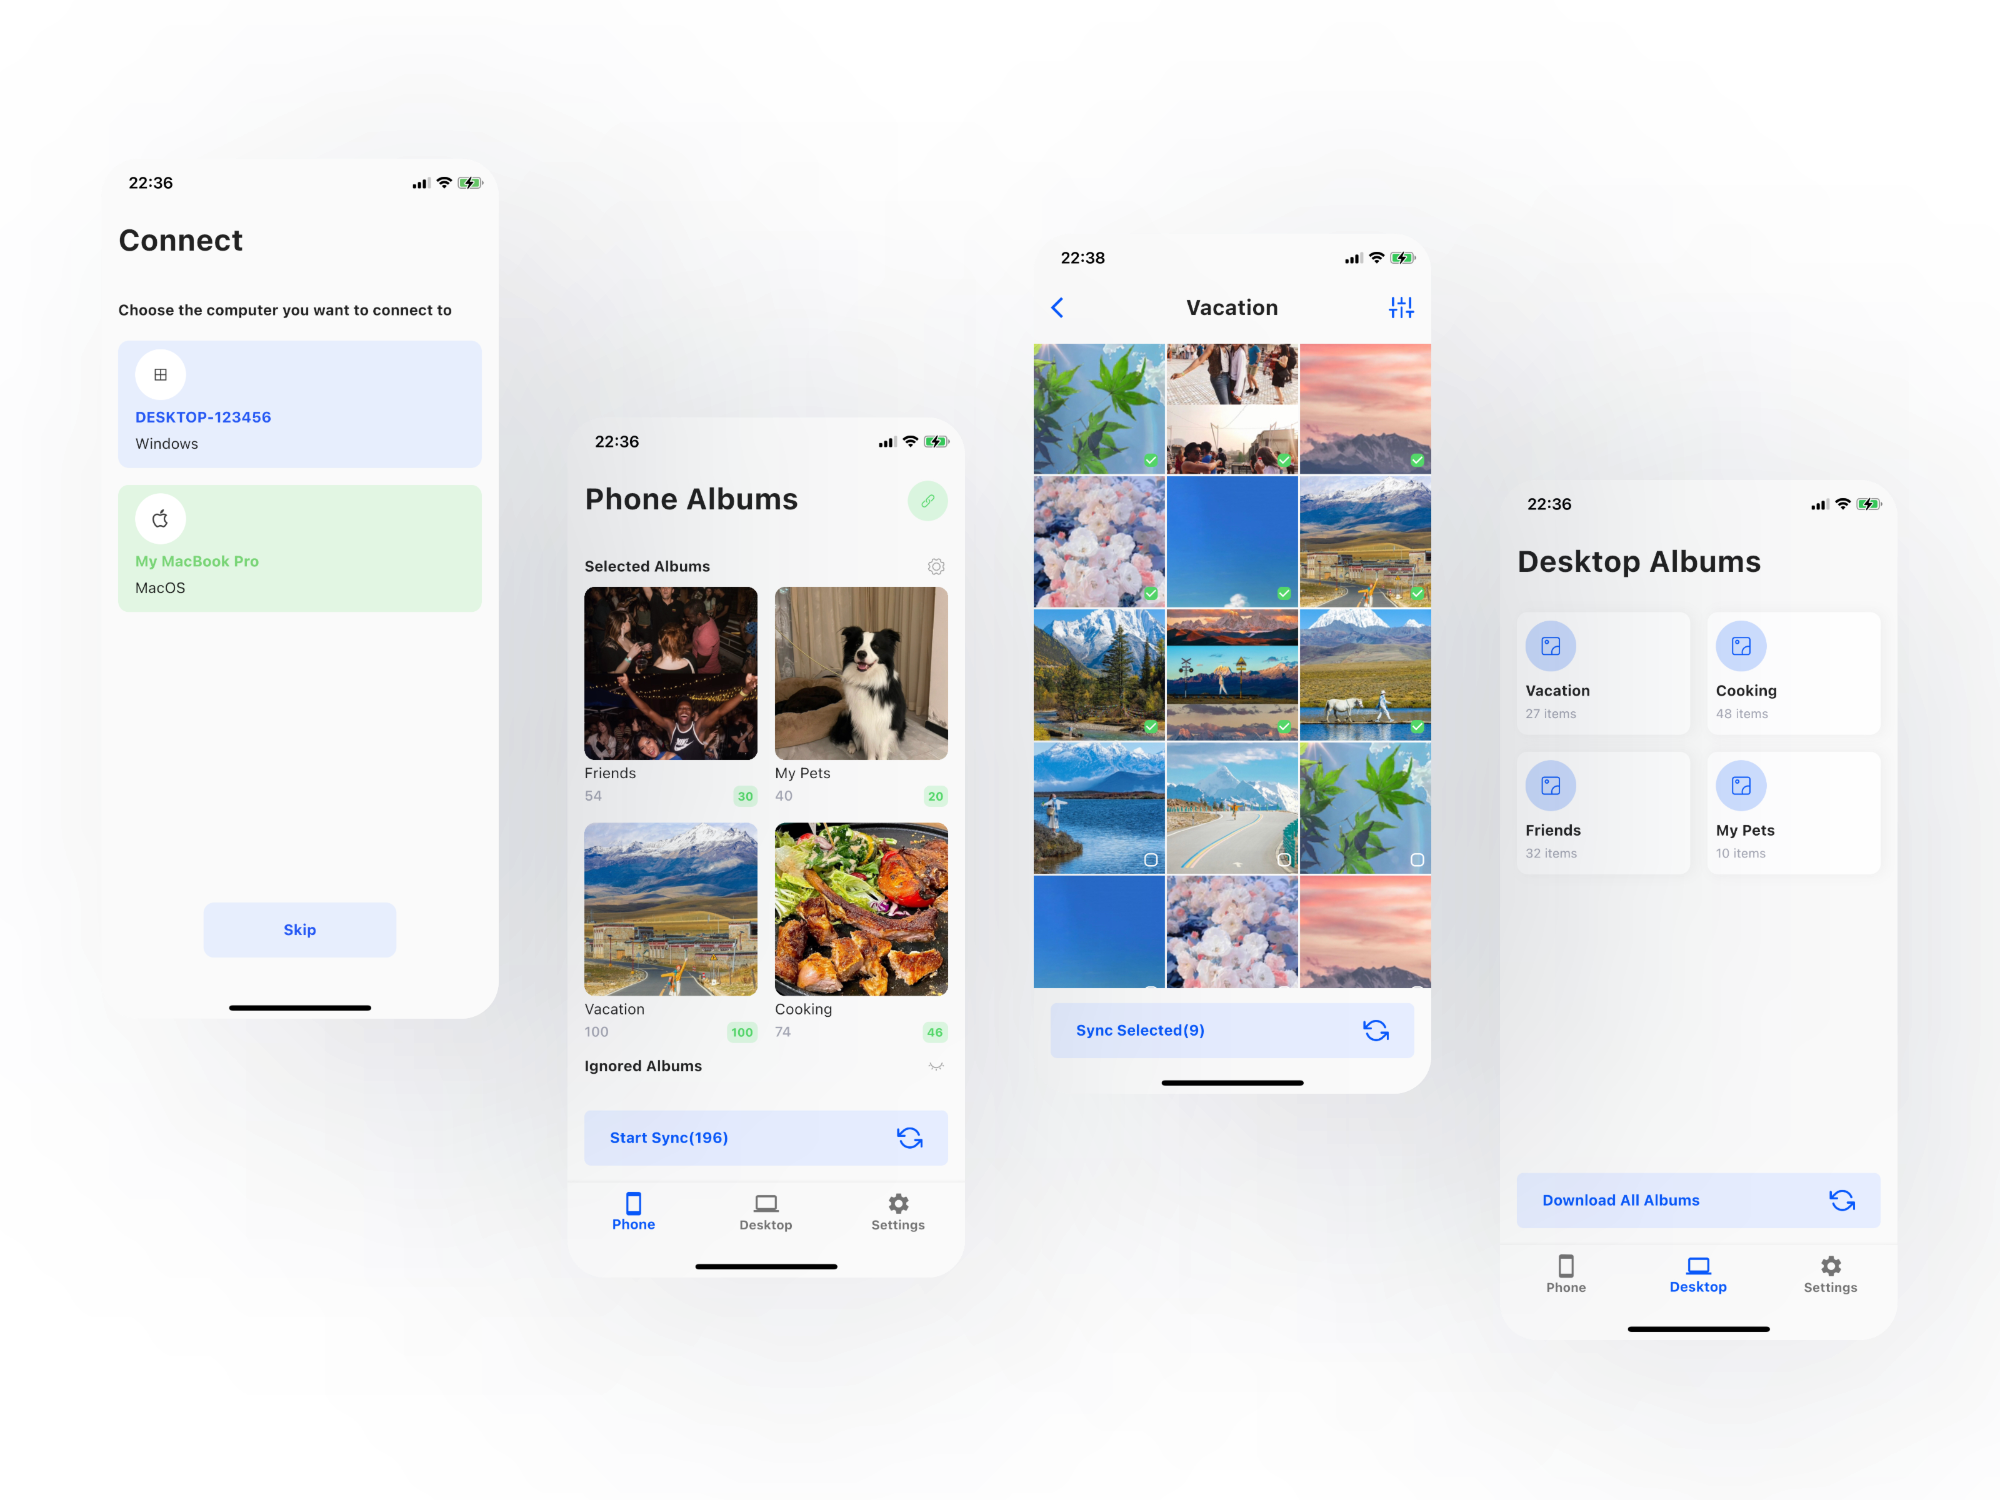 22:36
Connect
Choose the computer you want to connect to
DESKTOP-123456
Windows
My MacBook Pro
MacOS
Skip
22:36
Phone Albums
Selected Albums
Friends
54
30
My Pets
40
20
Vacation
100
100
Cooking
74
46
Ignored Albums
Start Sync(196)
Phone
Desktop
Settings
22:38
Vacation
Sync Selected(9)
22:36
Desktop Albums
Vacation
27 items
Cooking
48 items
Friends
32 items
My Pets
10 items
Download All Albums
Phone
Desktop
Settings